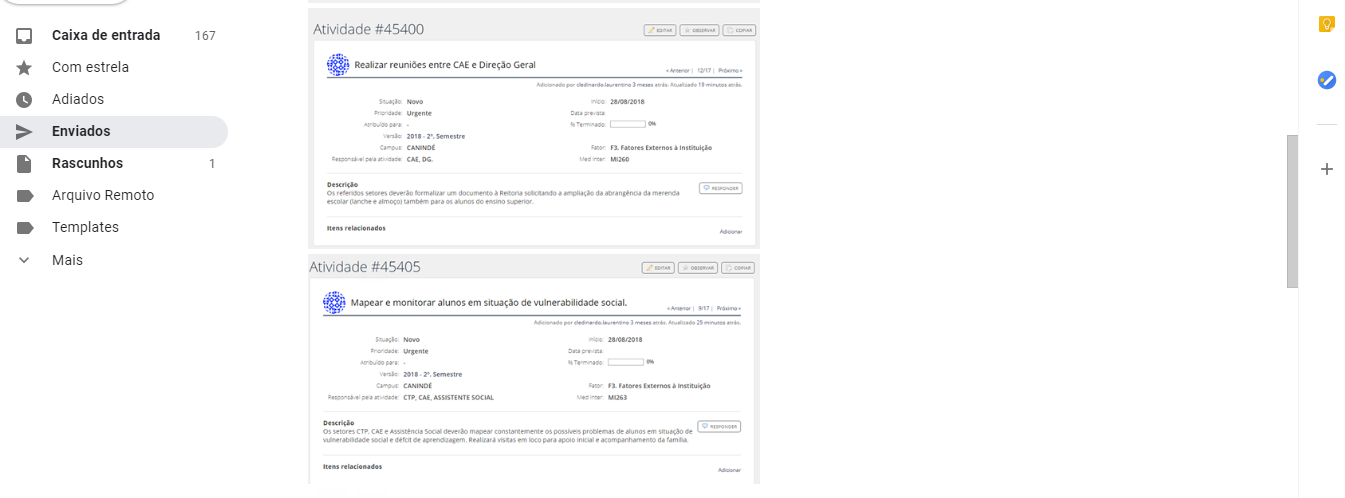 Caixa de entrada 167
Com estrela
Adiados
Enviados
Rascunhos 1
Arquivo Remoto
Templates
Mais
Atividade #45400
EDITAR OBSERVAR COPIAR
Realizar reuniões entre CAE e Direção Geral
« Anterior | 12/17 | Próximo »
Adicionado por cledinardo.laurentino 3 meses atrás. Atualizado 19 minutos atrás.
Situação: Novo Início: 28/08/2018
Prioridade: Urgente Data prevista:
Atribuído para: - % Terminado: 0%
Versão: 2018 - 2º. Semestre
Campus: CANINDÉ Fator: F3. Fatores Externos à Instituição
Responsável pela atividade: CAE, DG. Med Inter: MI260
Descrição
RESPONDER
Os referidos setores deverão formalizar um documento à Reitoria solicitando a ampliação da abrangência da merenda
escolar (lanche e almoço) também para os alunos do ensino superior.
Itens relacionados
Adicionar
Atividade #45405
EDITAR OBSERVAR COPIAR
Mapear e monitorar alunos em situação de vulnerabilidade social.
« Anterior | 9/17 | Próximo »
Adicionado por cledinardo.laurentino 3 meses atrás. Atualizado 25 minutos atrás.
Situação: Novo Início: 28/08/2018
Prioridade: Urgente Data prevista:
Atribuído para: - % Terminado: 0%
Versão: 2018 - 2º. Semestre
Campus: CANINDÉ Fator: F3. Fatores Externos à Instituição
Responsável pela atividade: CTP, CAE, ASSISTENTE SOCIAL Med Inter: MI263
Descrição
RESPONDER
Os setores CTP, CAE e Assistência Social deverão mapear constantemente os possíveis problemas de alunos em situação de
vulnerabilidade social e défcit de aprendizagem. Realizará visitas em loco para apoio inicial e acompanhamento da família.
Itens relacionados
Adicionar